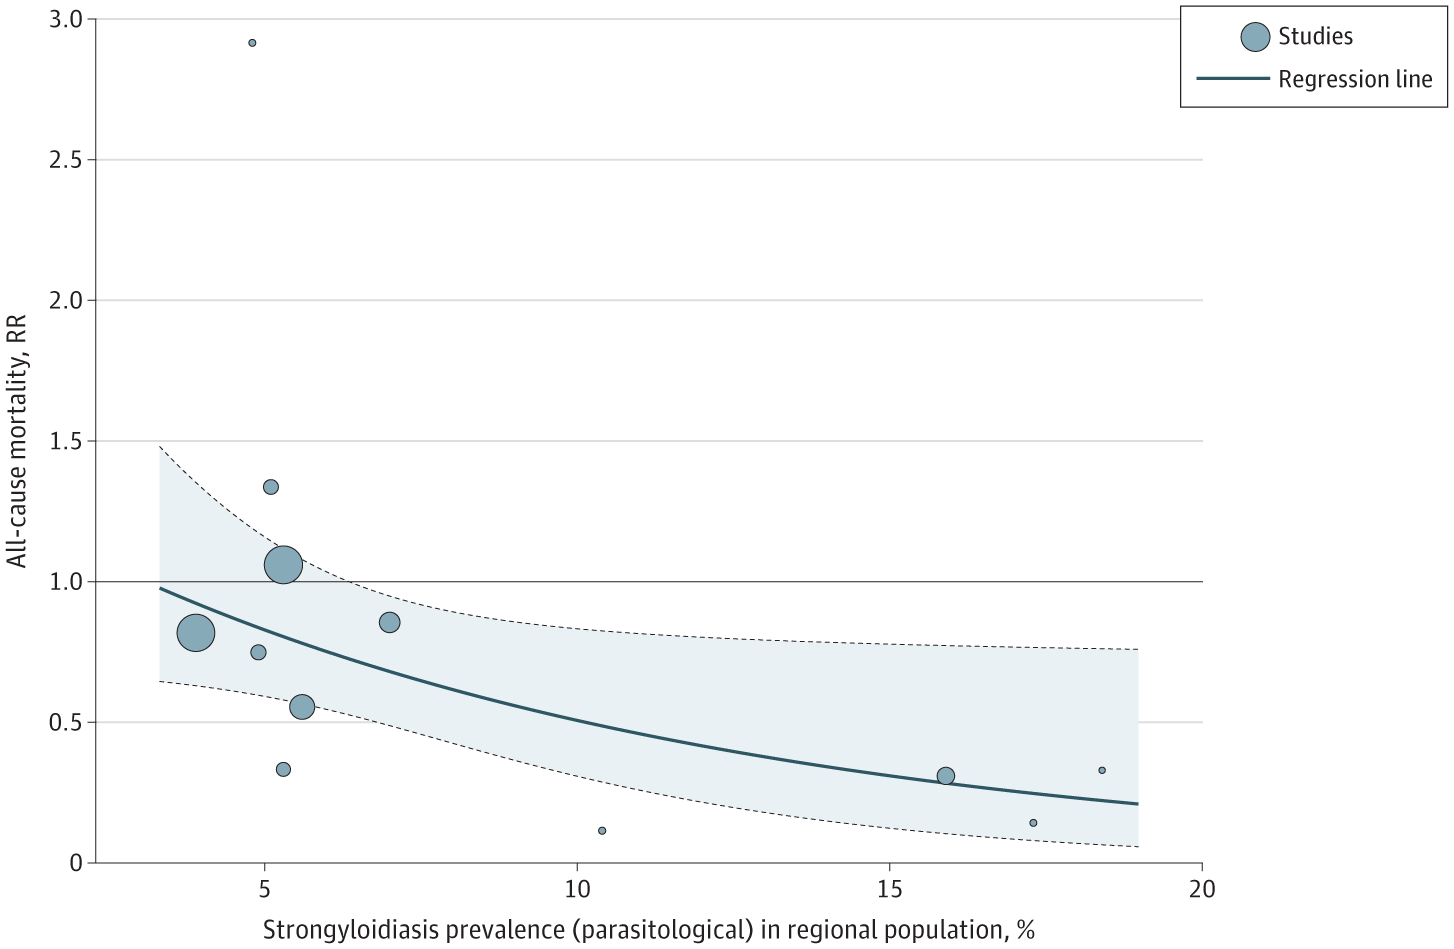 Studies
Regression line
3.0
2.5
2.0
1.5
1.0
0.5
0
All-cause mortality, RR
5 10 15 20
Strongyloidiasis prevalence (parasitological) in regional population, %